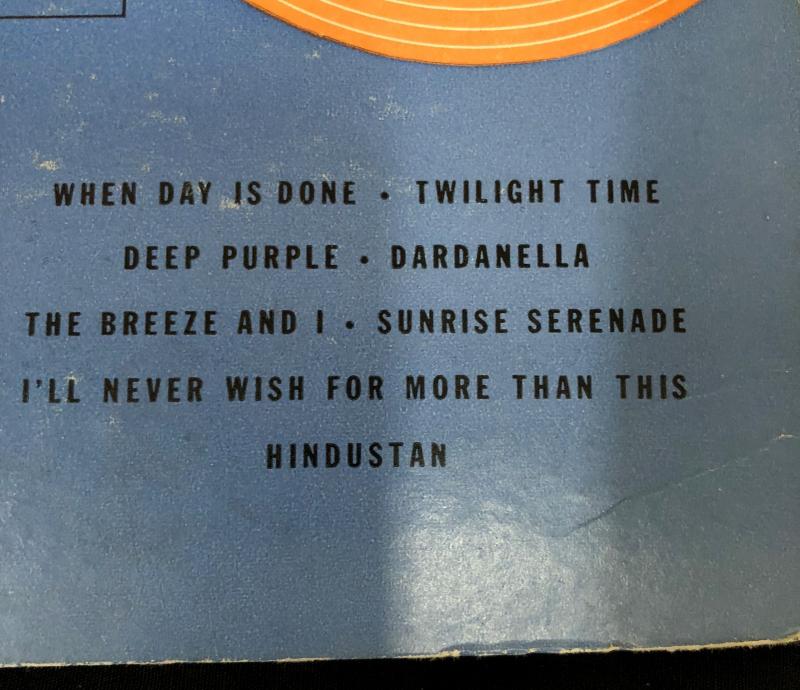 WHEN DAY IS DONE • TWILIGHT TIME
DEEP PURPLE • DARDANELLA
THE BREEZE AND I • SUNRISE SERENADE
I'LL NEVER WISH FOR MORE THAN THIS
HINDUSTAN